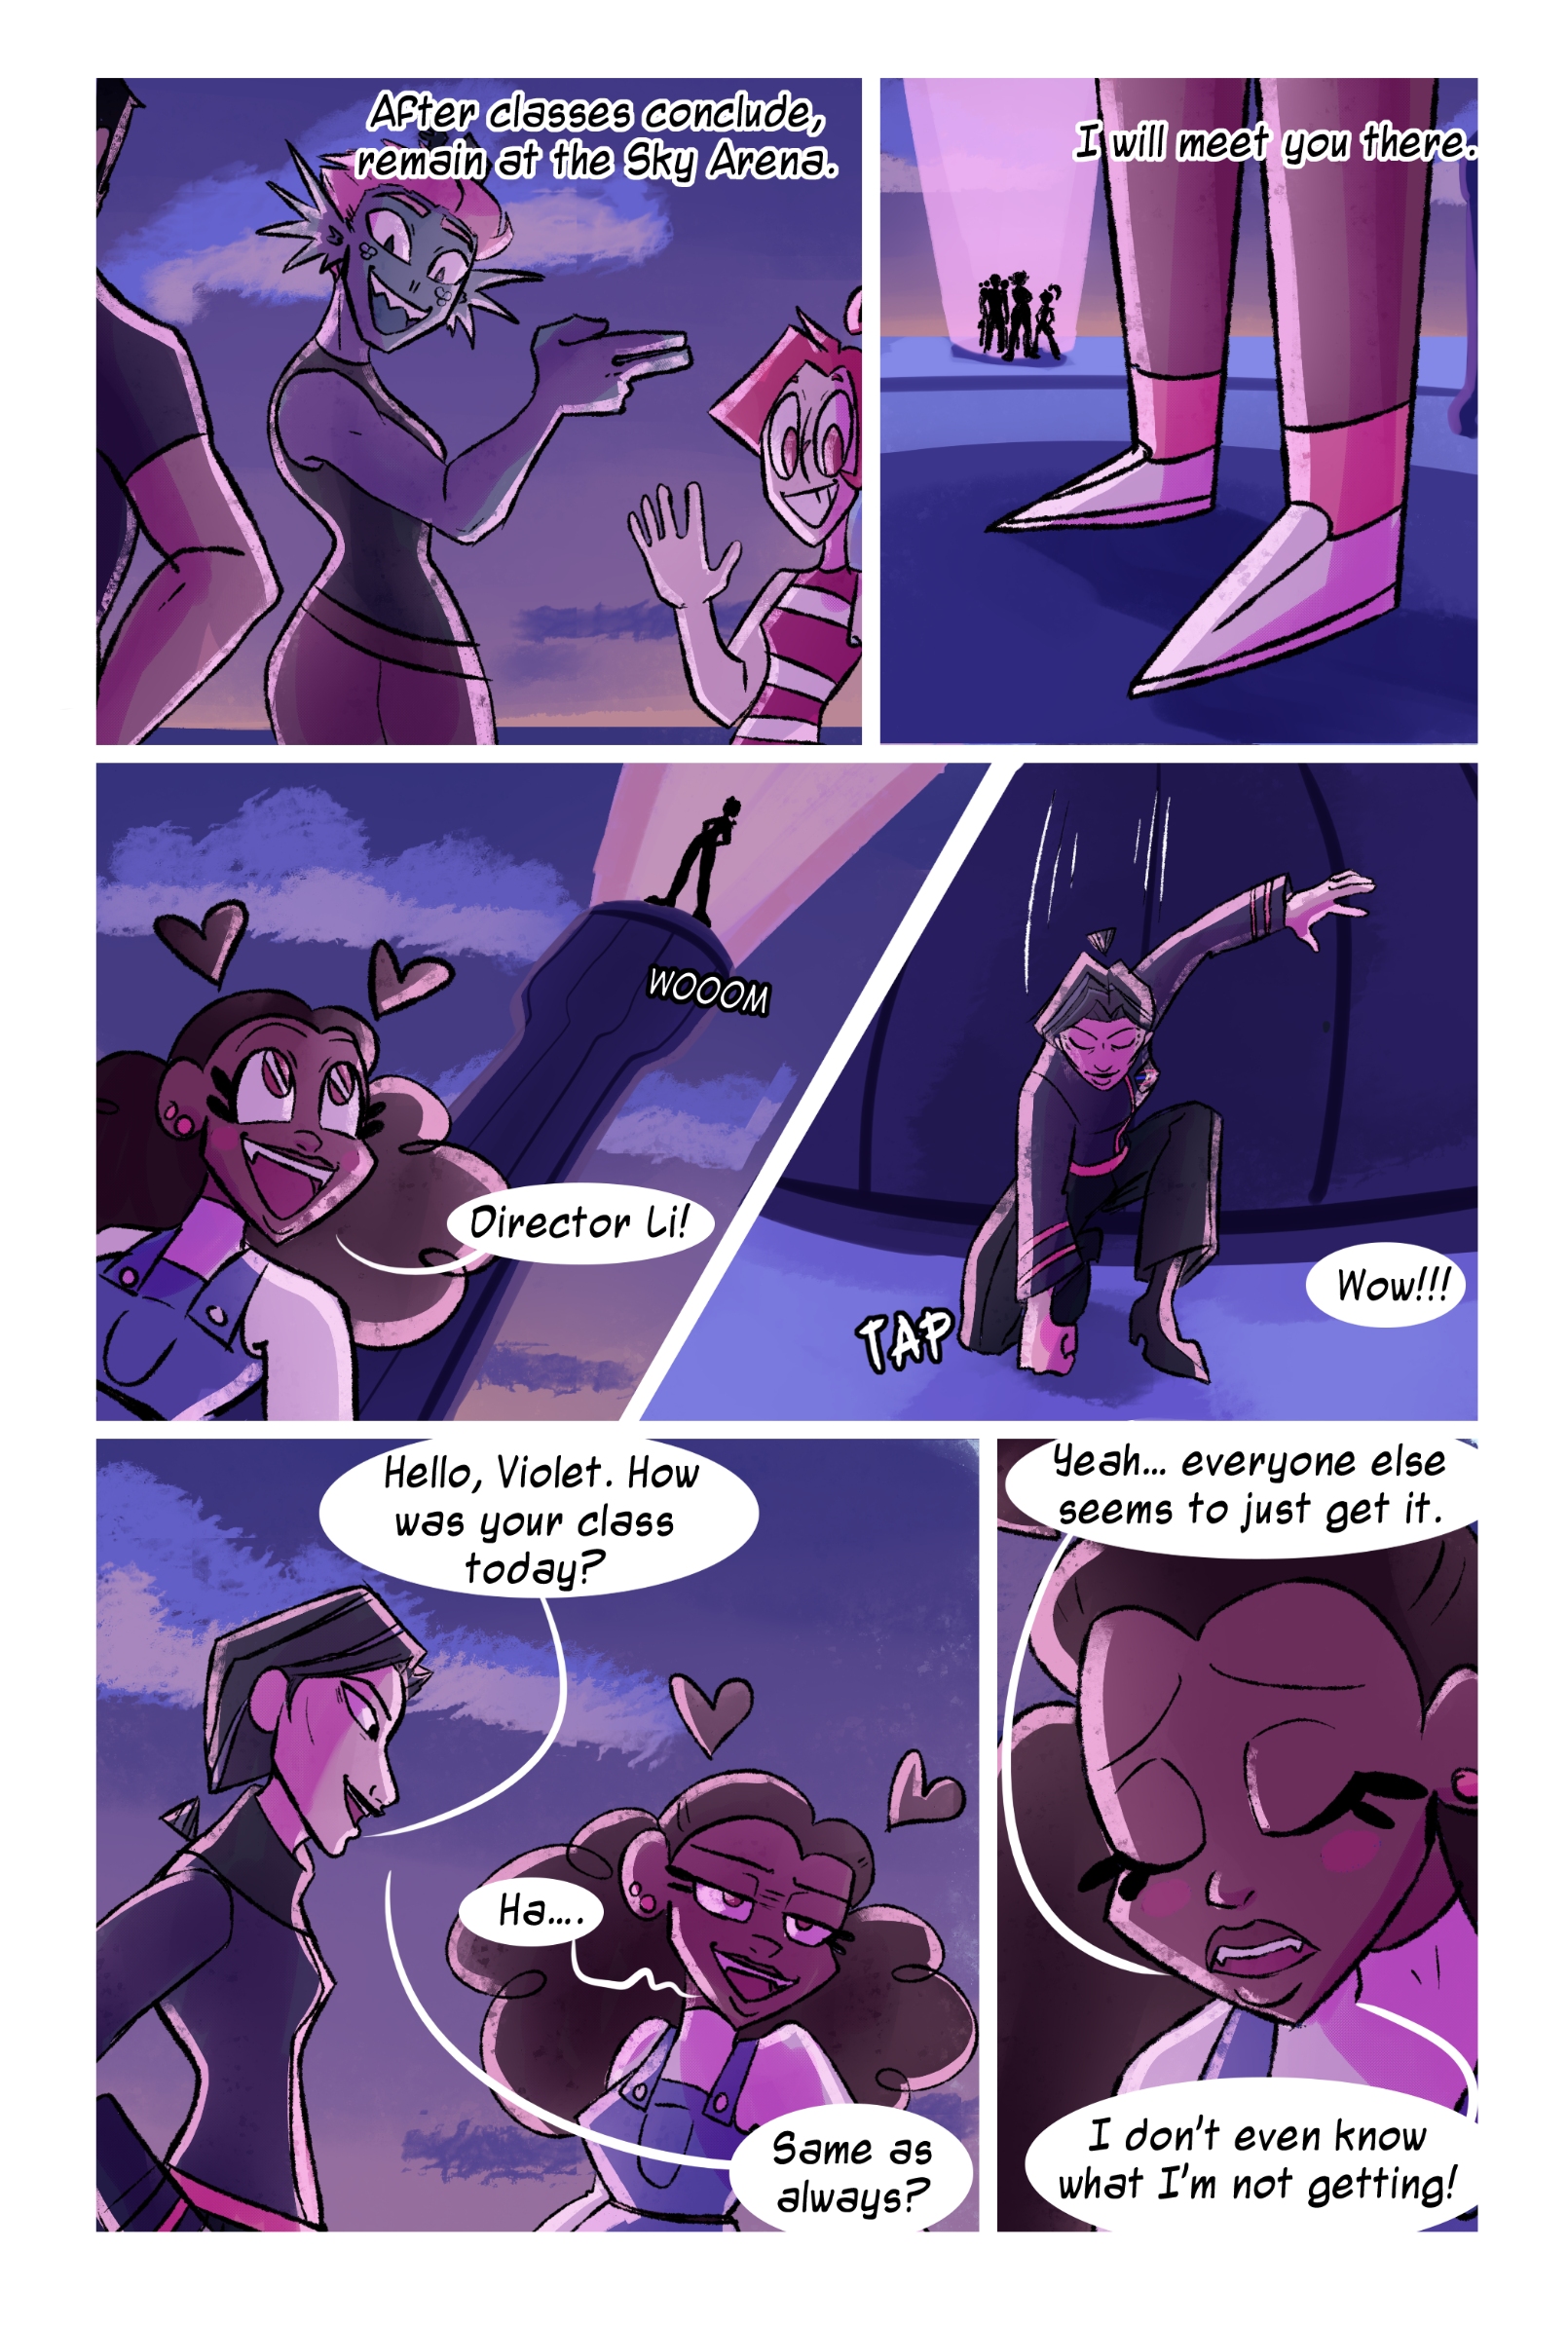 After classes conclude,
remain at the Sky Arena.
I will meet you there.
WOOOM
Director Li!
TAP
Wow!!!
Hello, Violet. How
was your class
today?
Ha....
Same as
always?
Yeah... everyone else
seems to just get it.
I don't even know
what I'm not getting!